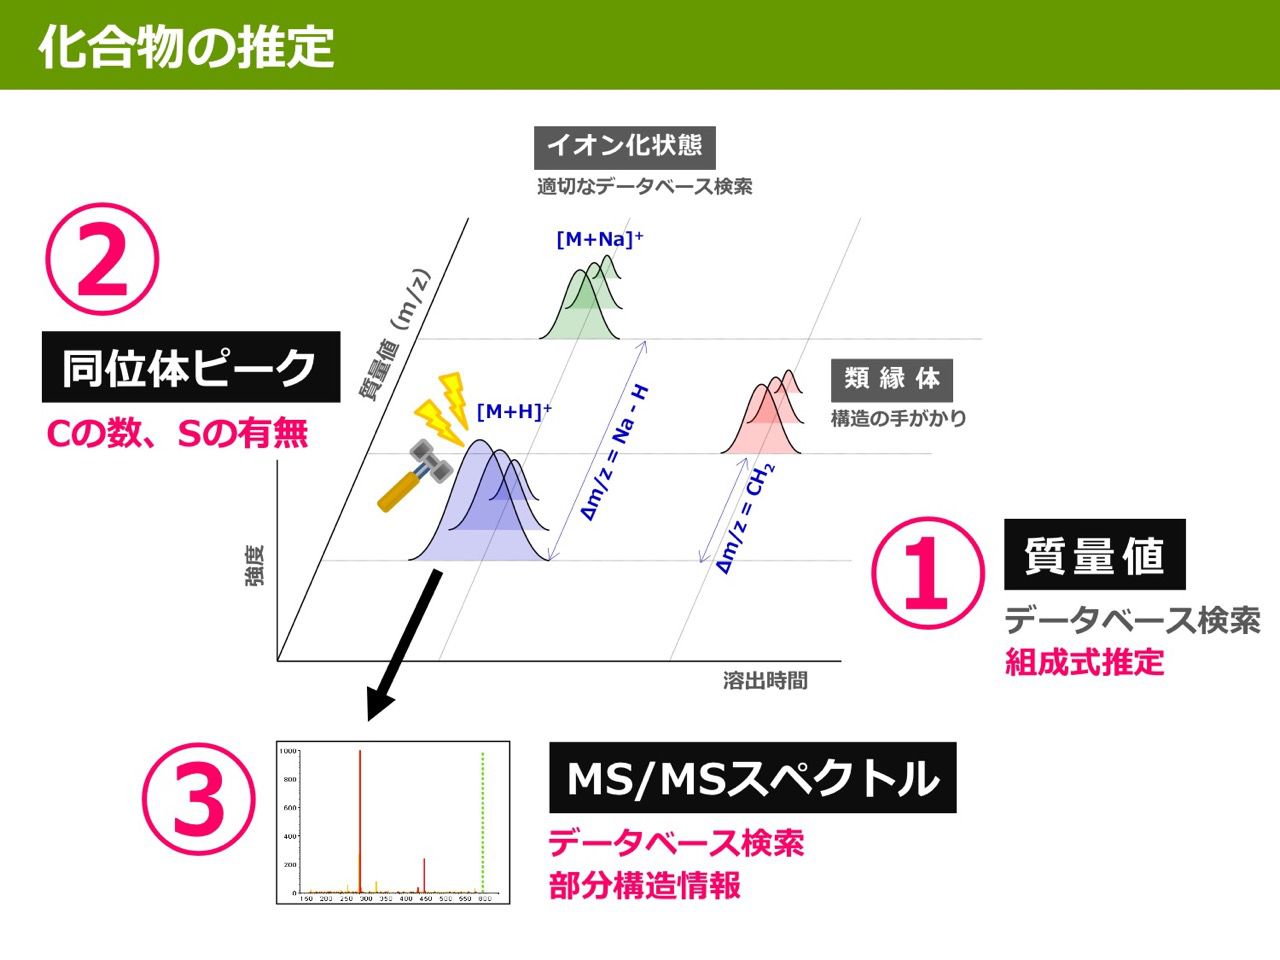 化合物の推定
イオン化状態
適切なデータベース検索
②
同位体ピーク
Cの数、Sの有無
質量値（m/z）
[M+Na]⁺
[M+H]⁺
Δm/z = Na - H
類縁体
構造の手がかり
Δm/z = CH₂
強度
溶出時間
①
質量値
データベース検索
組成式推定
③
1000
800
600
400
200
0
150 200 250 300 350 400 450 500 550 600
MS/MSスペクトル
データベース検索
部分構造情報